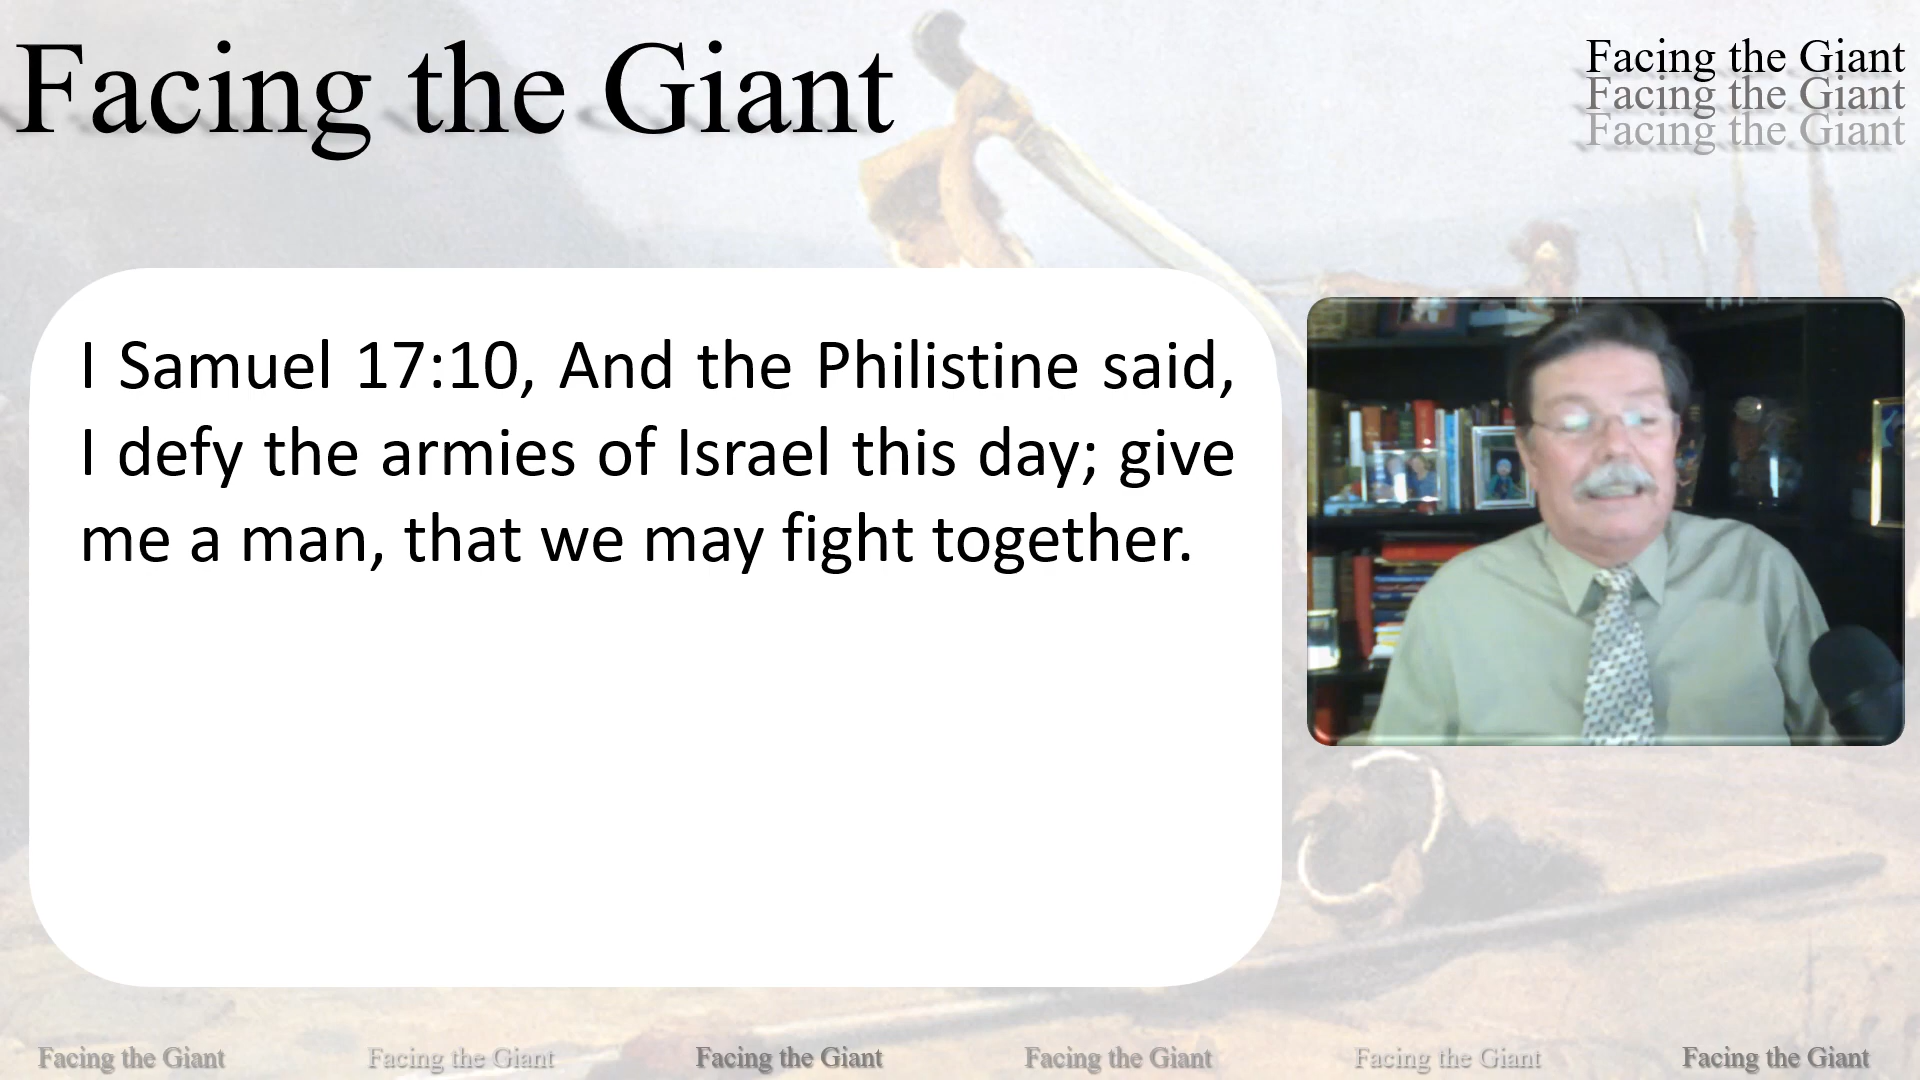 Facing the Giant
Facing the Giant
Facing the Giant
Facing the Giant
I Samuel 17:10, And the Philistine said,
I defy the armies of Israel this day; give
me a man, that we may fight together.
Facing the Giant
Facing the Giant
Facing the Giant
Facing the Giant
Facing the Giant
Facing the Giant